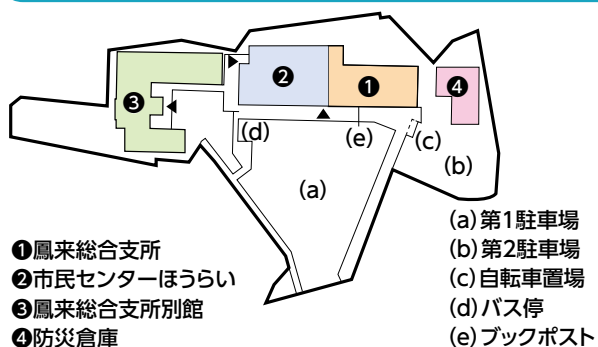 ❷
❶
❹
❸
(d)
(e)
(c)
(b)
(a)
❶鳳来総合支所
❷市民センターほうらい
❸鳳来総合支所別館
❹防災倉庫
(a)第1駐車場
(b)第2駐車場
(c)自転車置場
(d)バス停
(e)ブックポスト